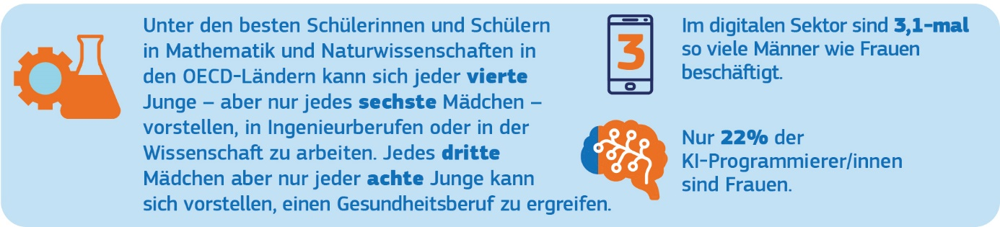 Unter den besten Schülerinnen und Schülern
in Mathematik und Naturwissenschaften in
den OECD-Ländern kann sich jeder vierte
Junge – aber nur jedes sechste Mädchen –
vorstellen, in Ingenieurberufen oder in der
Wissenschaft zu arbeiten. Jedes dritte
Mädchen aber nur jeder achte Junge kann
sich vorstellen, einen Gesundheitsberuf zu ergreifen.
3
Im digitalen Sektor sind 3,1-mal
so viele Männer wie Frauen
beschäftigt.
Nur 22% der
KI-Programmierer/innen
sind Frauen.